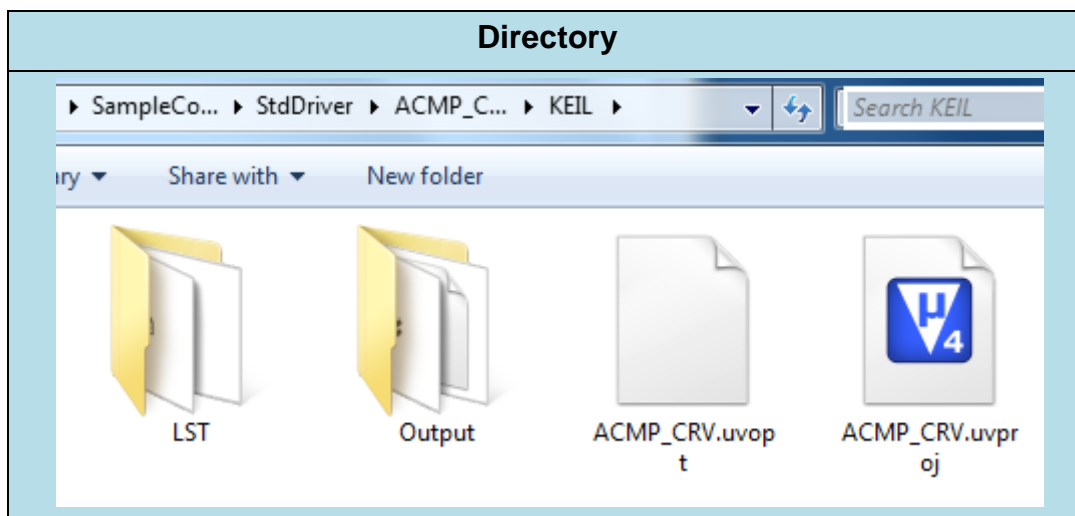 Directory
SampleCo... StdDriver ACMP_C... KEIL Search KEIL
ary Share with New folder
µ4
LST Output ACMP_CRV.uvop ACMP_CRV.uvpr
t oj